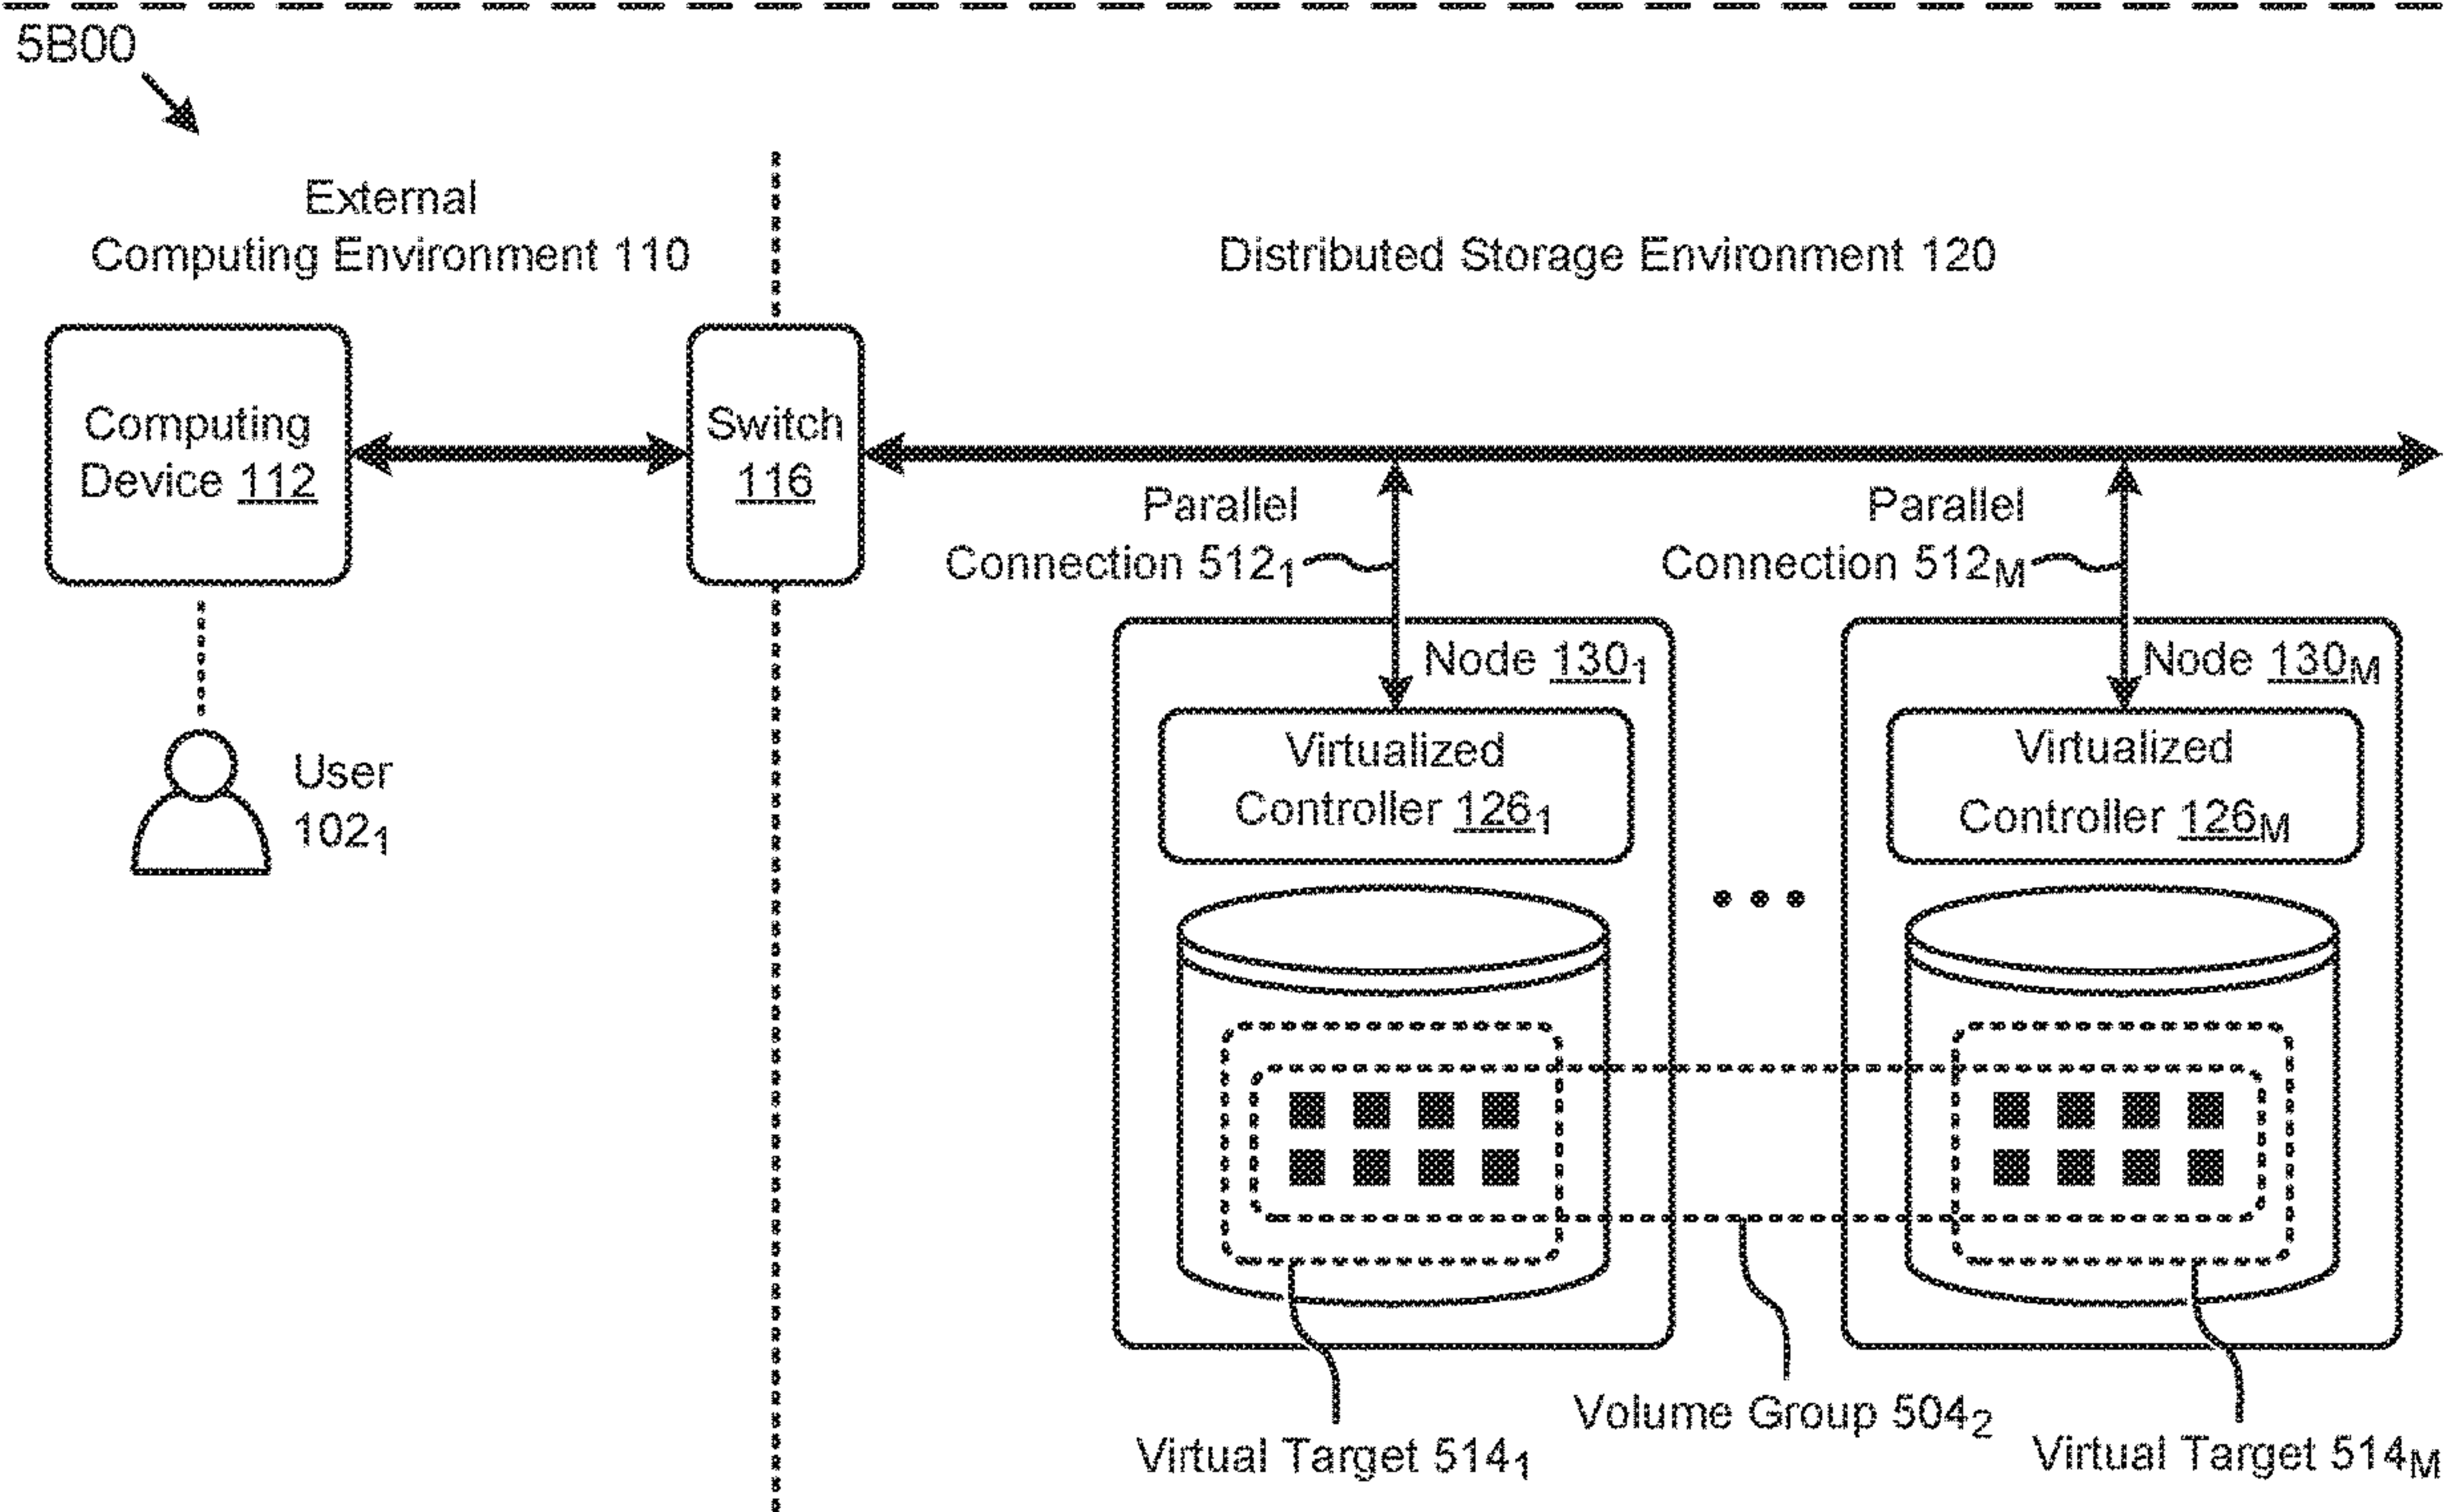 5B00
External
Computing Environment 110
Distributed Storage Environment 120
Computing
Device 112
Switch
116
Parallel
Connection 512₁
Parallel
Connection 512M
User
102₁
Node 130₁
Virtualized
Controller 126₁
Node 130M
Virtualized
Controller 126M
Volume Group 504₂
Virtual Target 514₁
Virtual Target 514M